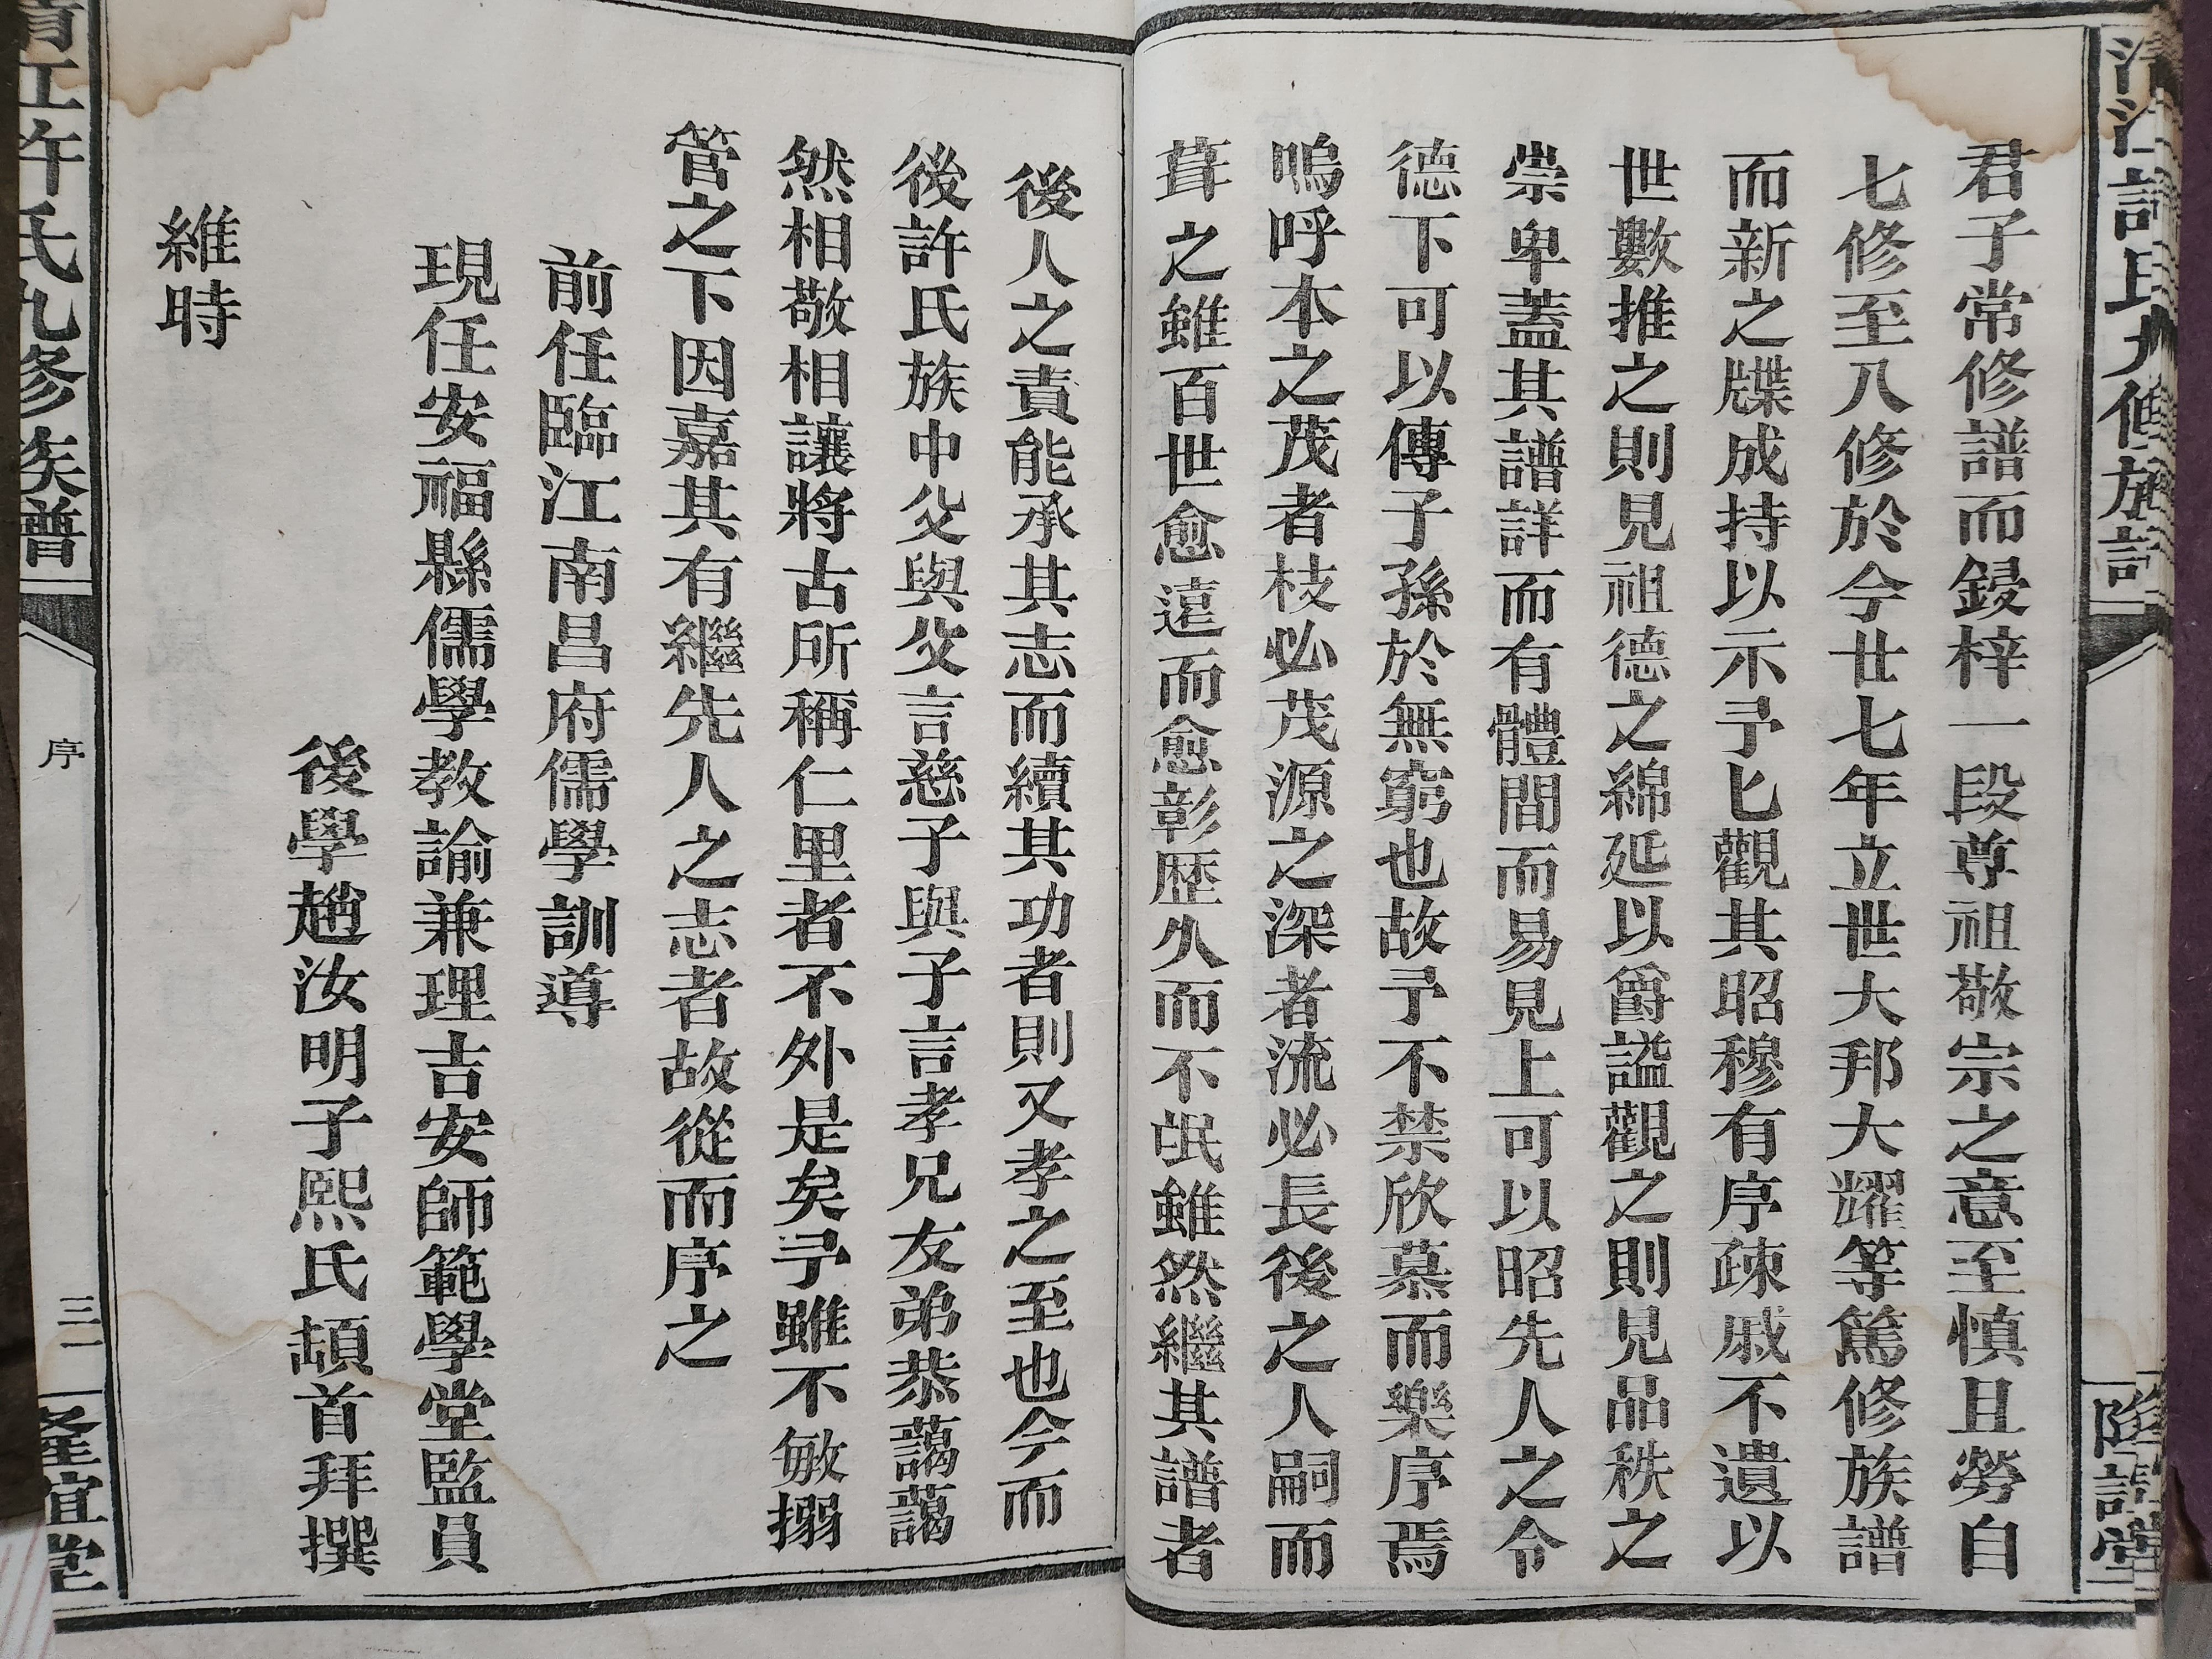 君子常修譜而鋟梓一段尊祖敬宗之意至慎且勞自
七修至八修於今廿七年立世大邦大耀等篤修族譜
而新之牒成持以示予匕觀其昭穆有序疎戚不遺以
世數推之則見祖德之綿延以爵諡觀之則見品秩之
崇卑蓋其譜詳而有體間而易見上可以昭先人之令
德下可以傳子孫於無窮也故予不禁欣慕而樂序焉
嗚呼本之茂者枝必茂源之深者流必長後之人嗣而
葺之雖百世愈遠而愈彰歷久而不氓雖然繼其譜者
後人之責能承其志而續其功者則又孝之至也今而
後許氏族中父與父言慈子與子言孝兄友弟恭藹藹
然相敬相讓將古所稱仁里者不外是矣予雖不敏搦
管之下因嘉其有繼先人之志者故從而序之
前任臨江南昌府儒學訓導
現任安福縣儒學教諭兼理吉安師範學堂監員
後學趙汝明子熙氏頓首拜撰
維時
清江許氏九修族譜
序
三一
隆誼堂